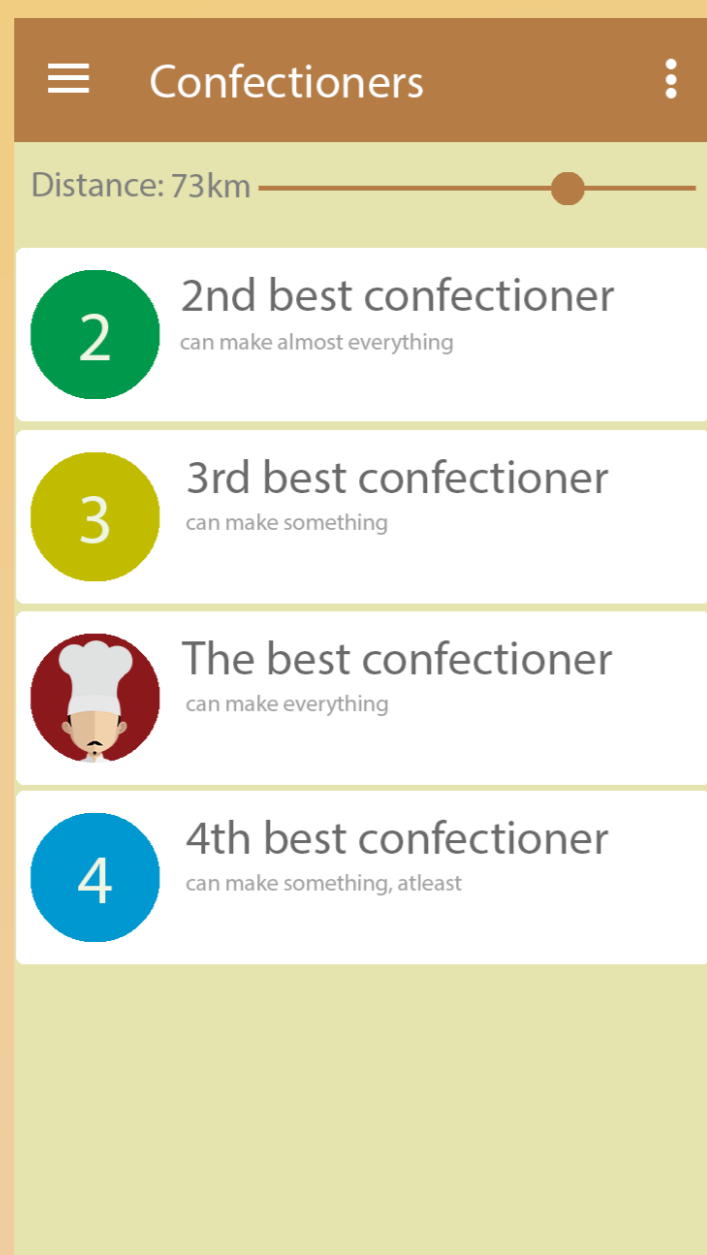 Confectioners
Distance: 73km
2
2nd best confectioner
can make almost everything
3
3rd best confectioner
can make something
The best confectioner
can make everything
4
4th best confectioner
can make something, atleast